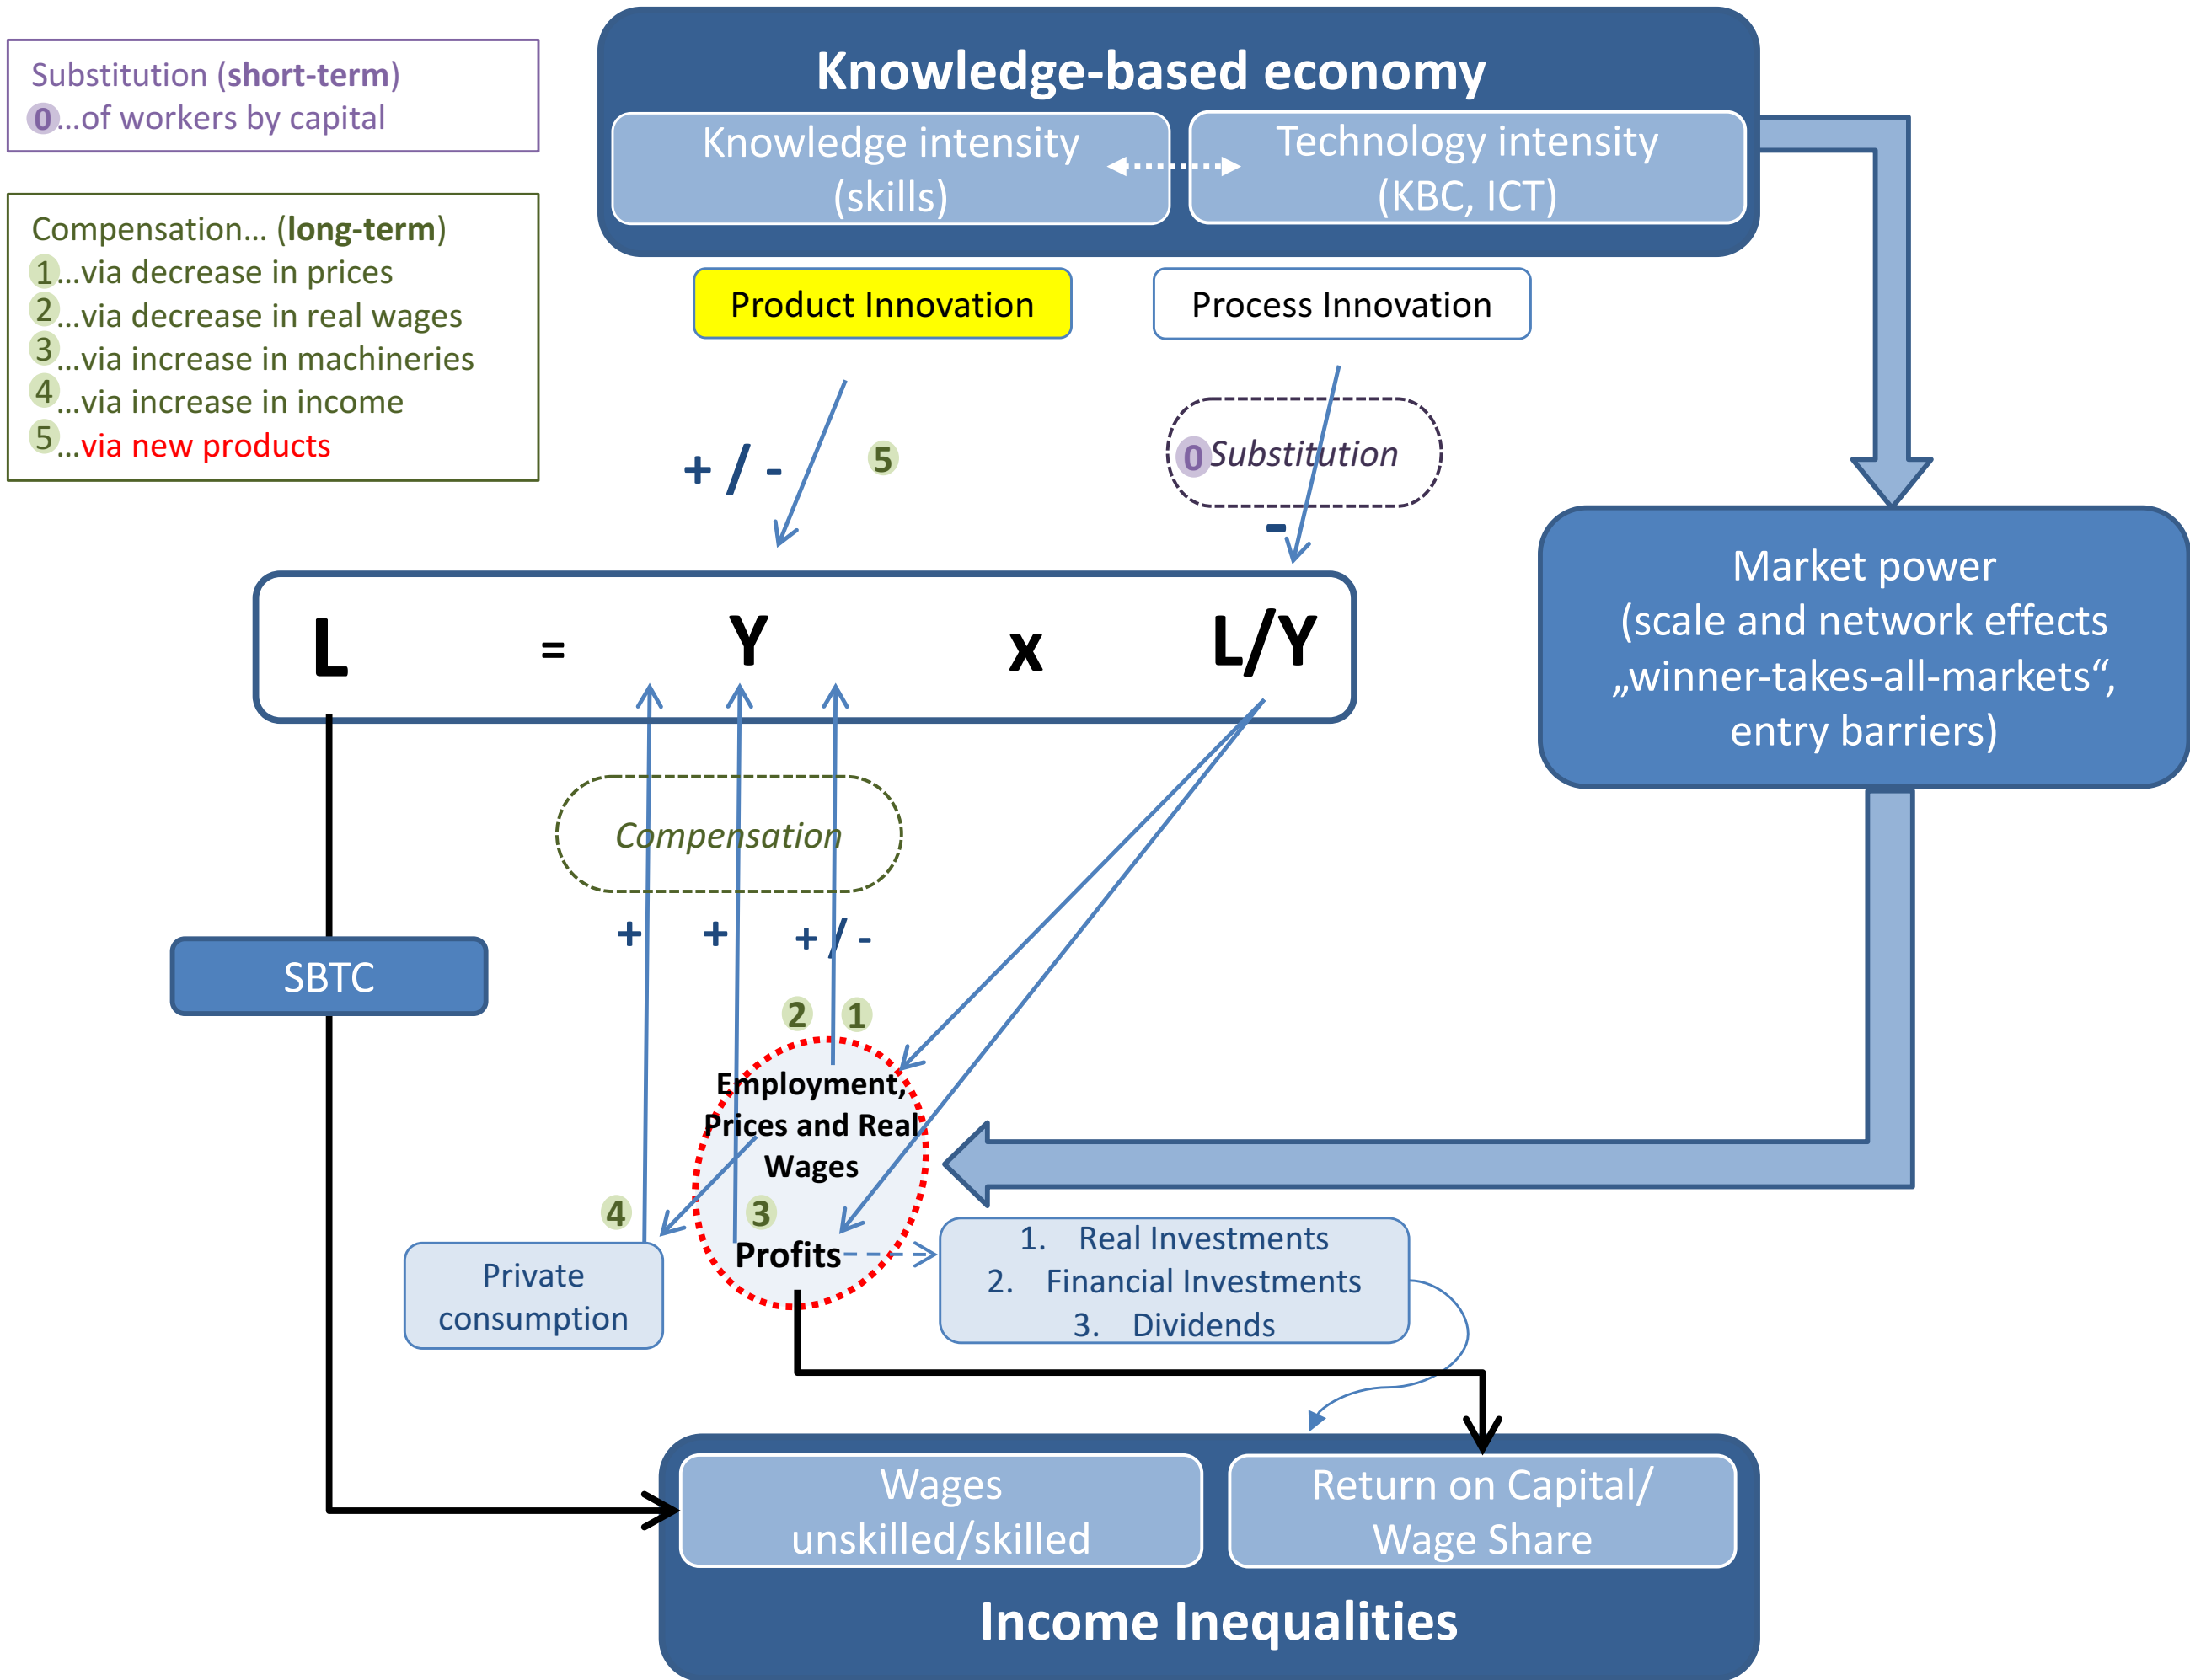 Substitution (short-term)
0...of workers by capital
Compensation... (long-term)
1...via decrease in prices
2...via decrease in real wages
3...via increase in machineries
4...via increase in income
5...via new products
Knowledge-based economy
Knowledge intensity
(skills)
Technology intensity
(KBC, ICT)
Product Innovation
Process Innovation
+ / -
5
0 Substitution
-
L = Y x L/Y
Market power
(scale and network effects
„winner-takes-all-markets“,
entry barriers)
Compensation
+
+
+ / -
SBTC
2
1
Employment,
Prices and Real
Wages
4
3
Profits
Private
consumption
1. Real Investments
2. Financial Investments
3. Dividends
Wages
unskilled/skilled
Return on Capital/
Wage Share
Income Inequalities